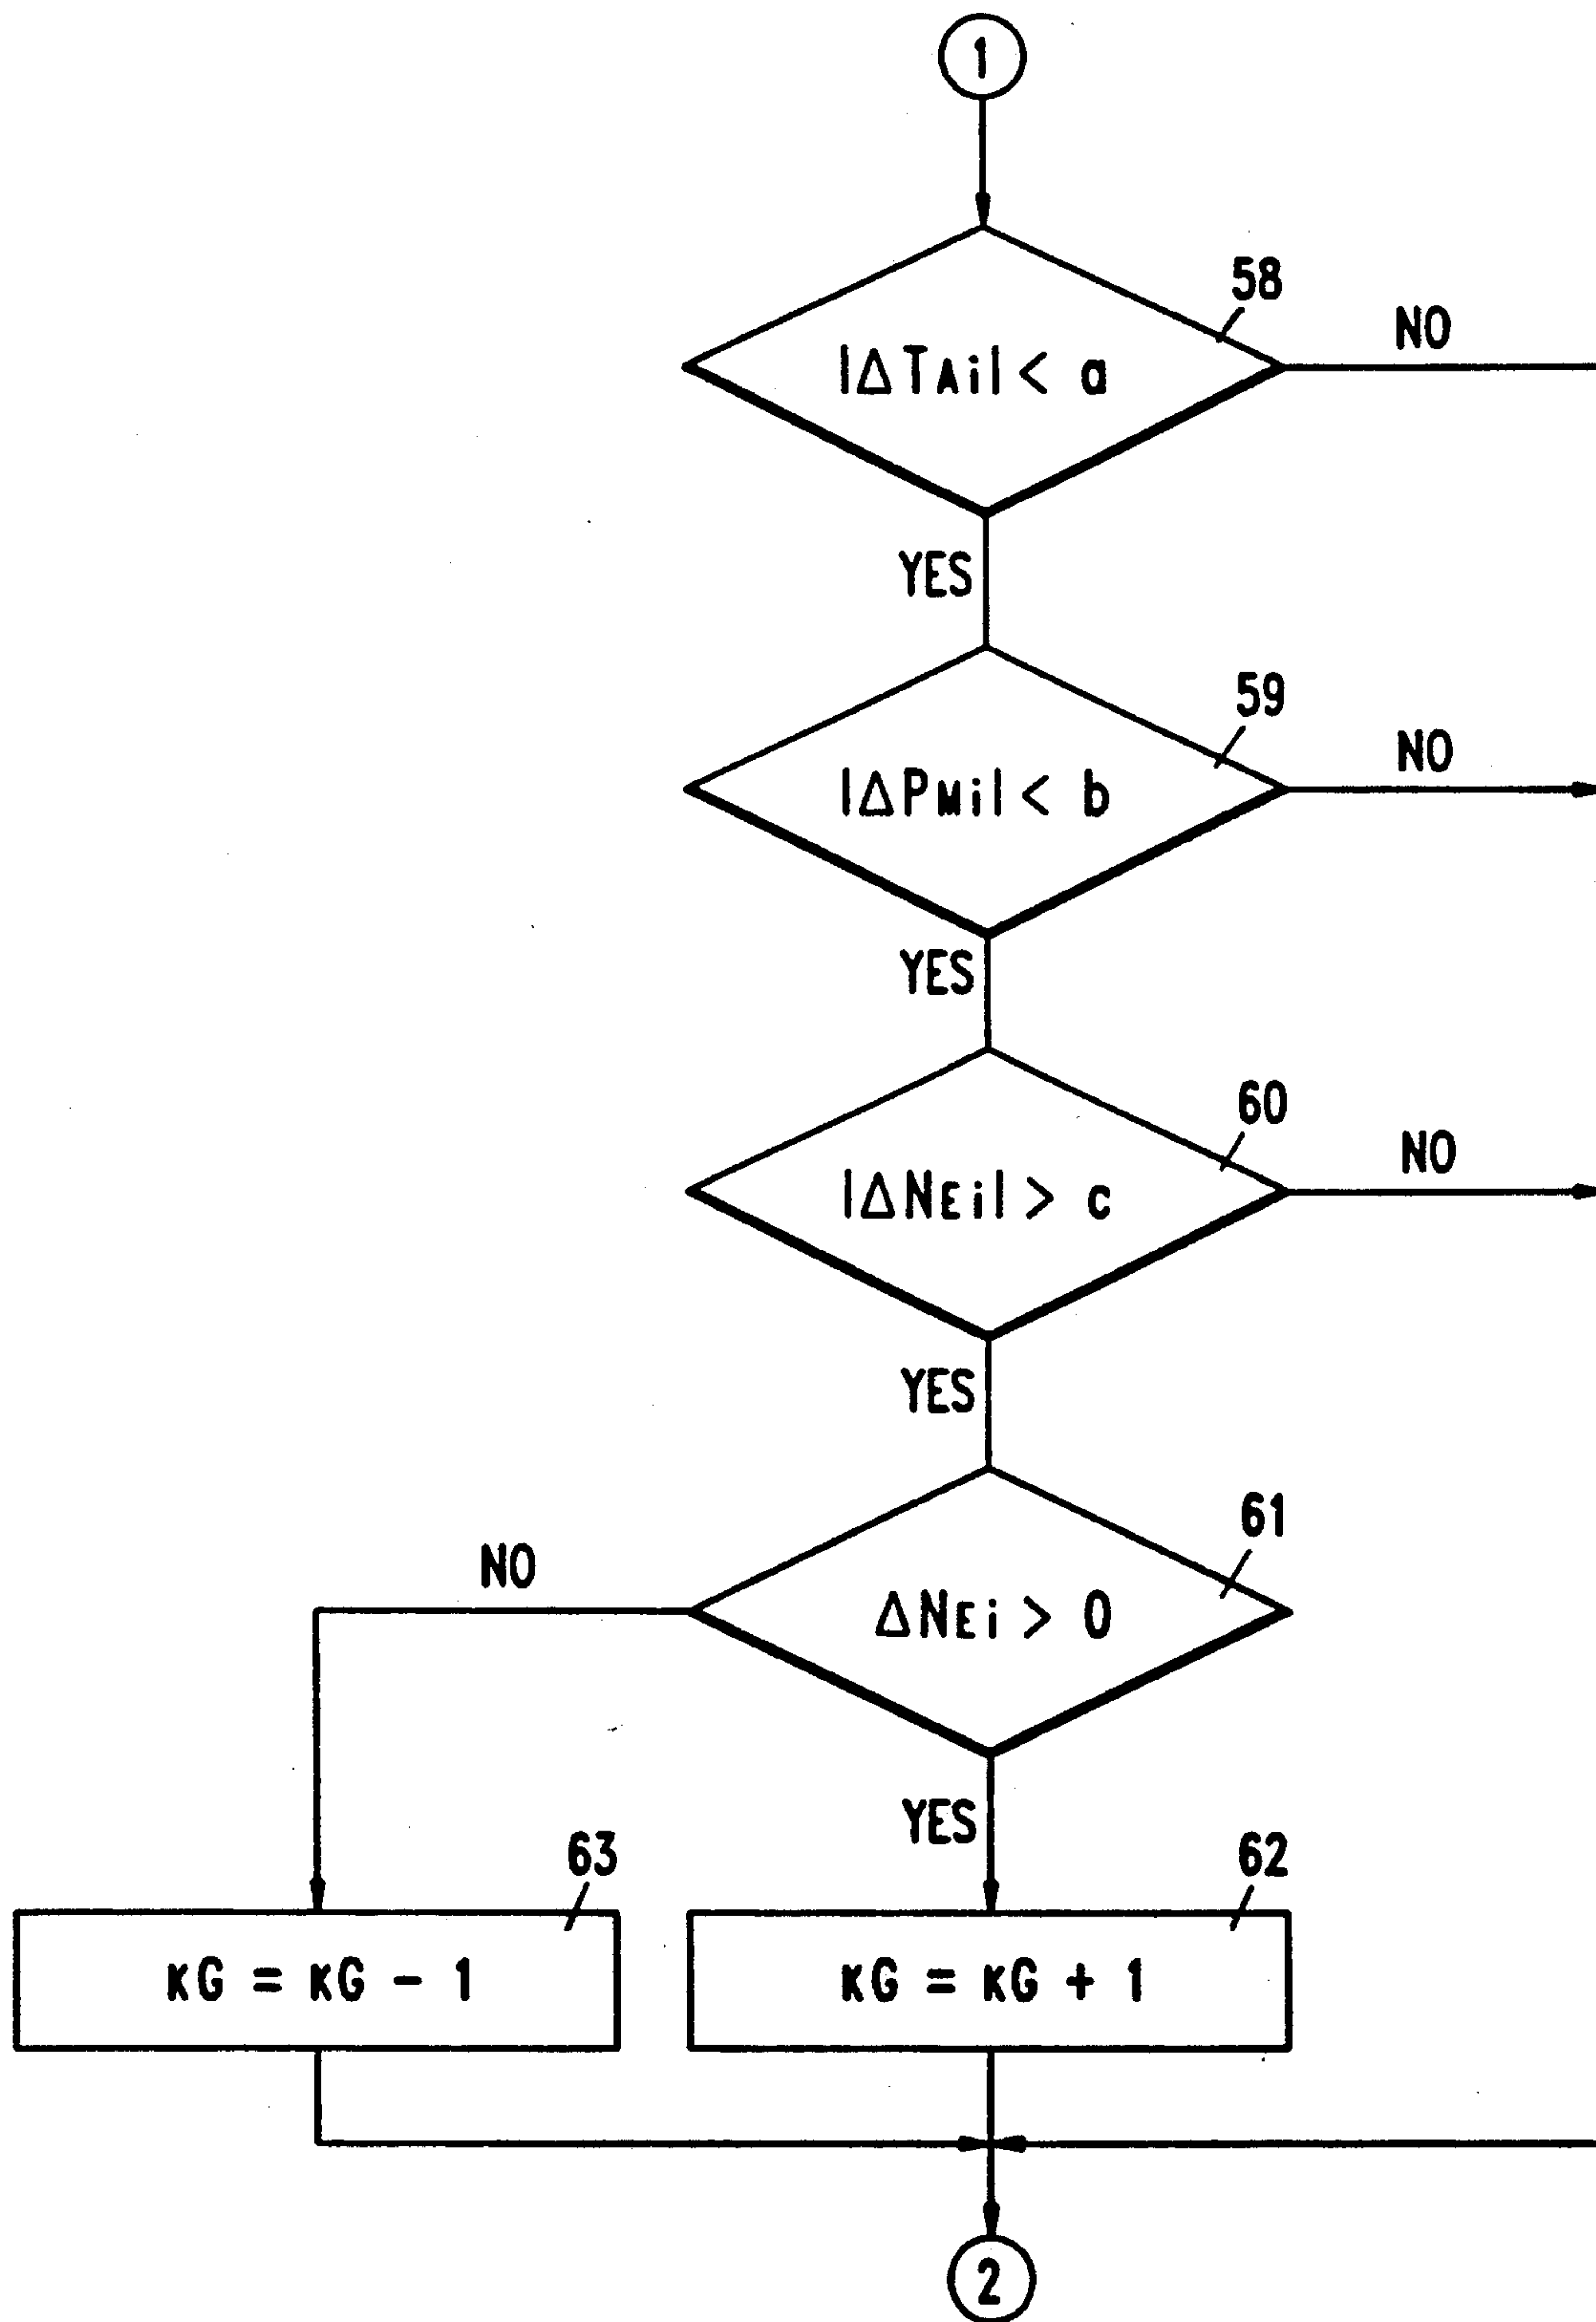 1
58
NO
|ΔTAi| < a
YES
59
NO
|ΔPMi| < b
YES
60
NO
|ΔNEi| > c
YES
61
NO
ΔNEi > 0
YES
63
62
KG = KG - 1
KG = KG + 1
2